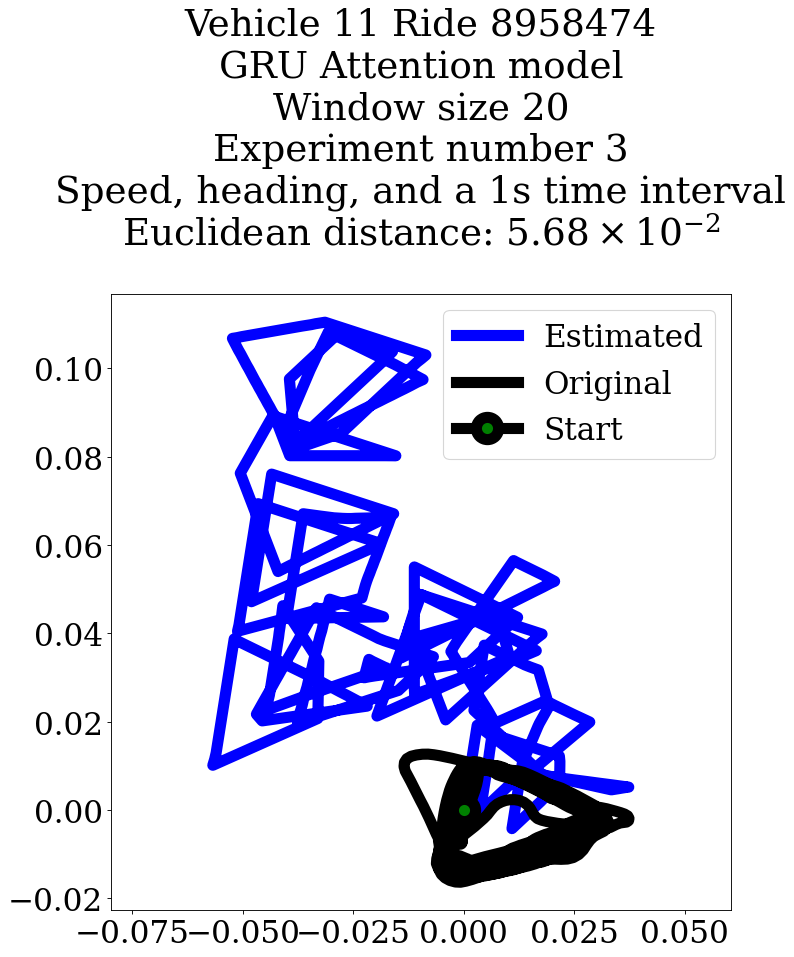 Vehicle 11 Ride 8958474
GRU Attention model
Window size 20
Experiment number 3
Speed, heading, and a 1s time interval
Euclidean distance: 5.68 × 10⁻²
Estimated
Original
Start
0.10
0.08
0.06
0.04
0.02
0.00
−0.02
−0.075 −0.050 −0.025 0.000 0.025 0.050